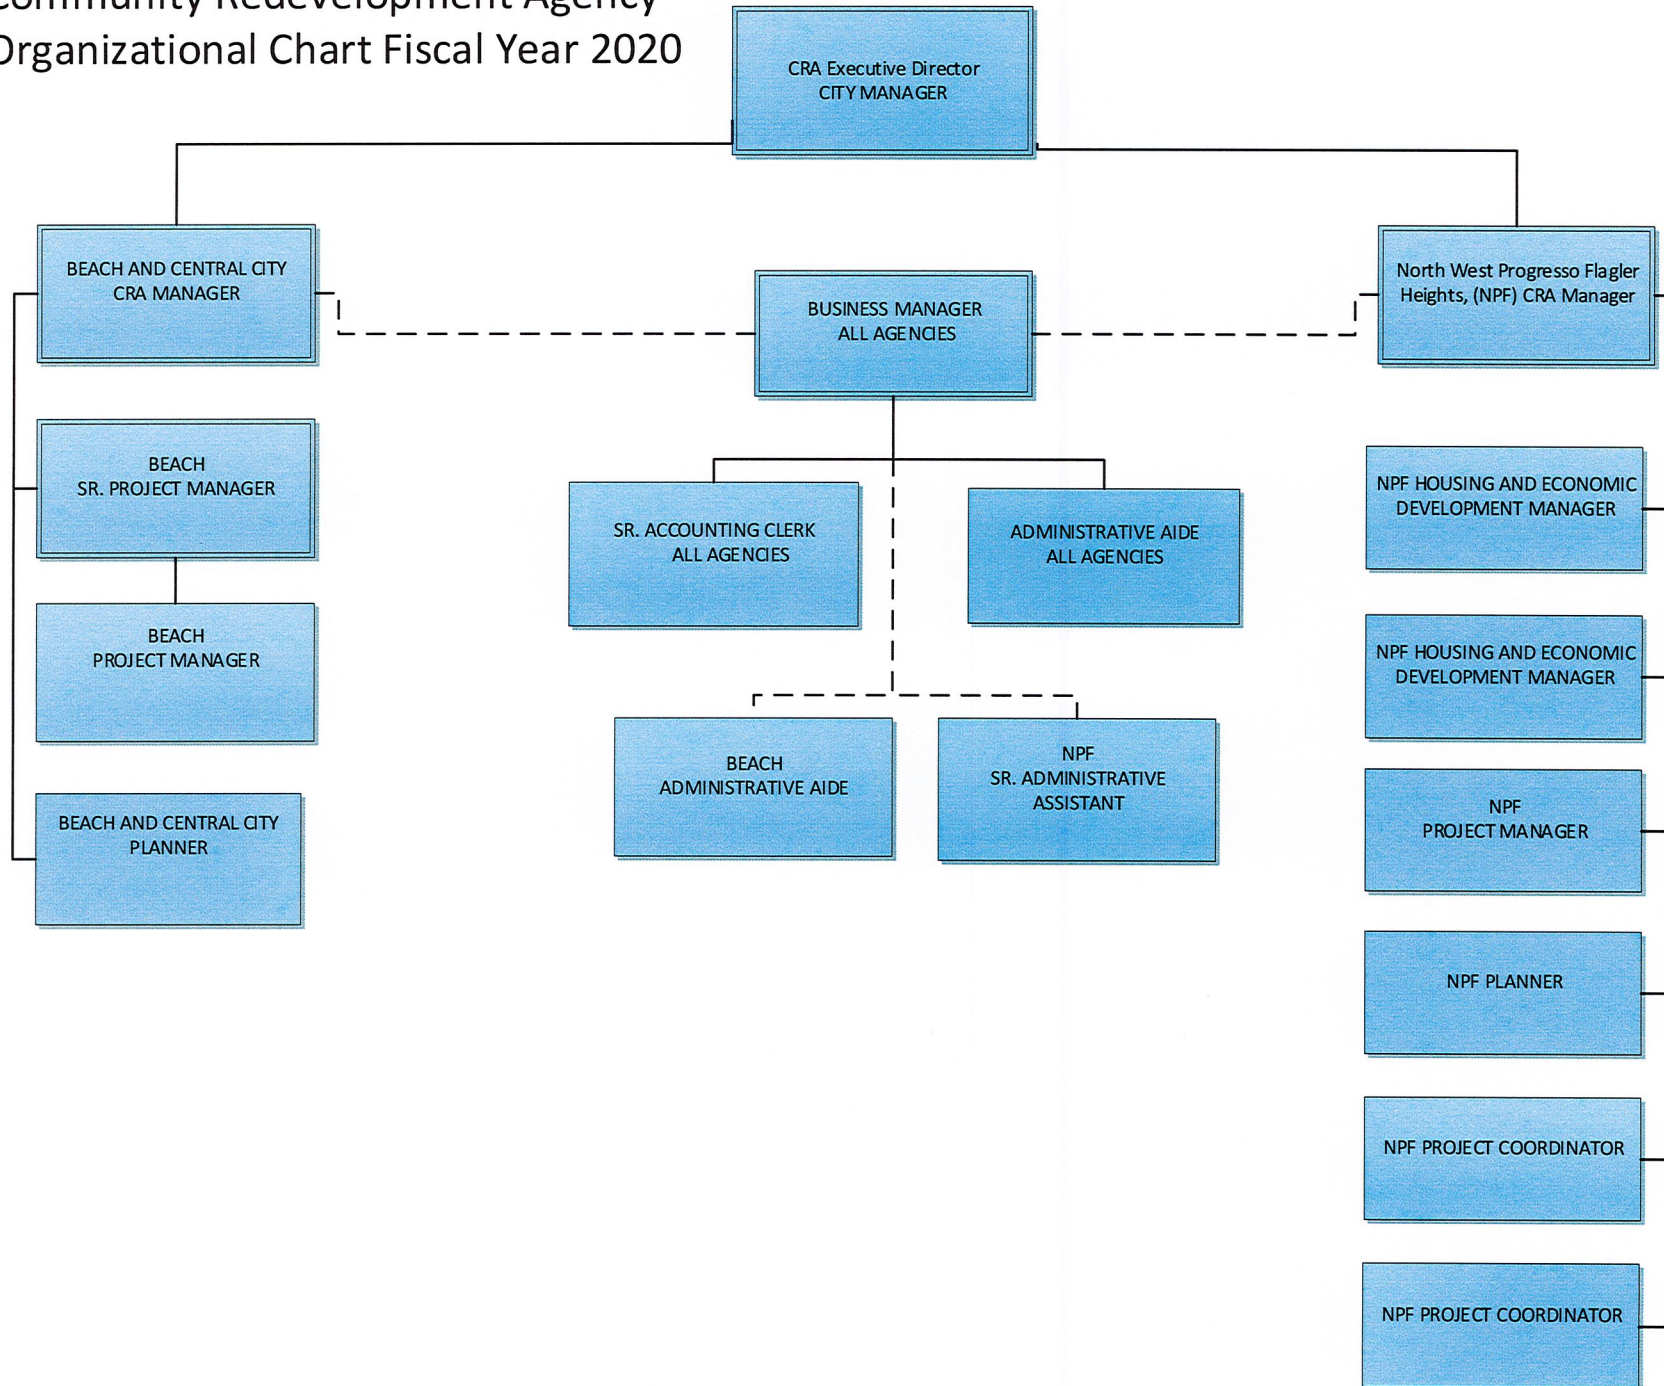 Community Redevelopment Agency
Organizational Chart Fiscal Year 2020
CRA Executive Director
CITY MANAGER
BEACH AND CENTRAL CITY
CRA MANAGER
BUSINESS MANAGER
ALL AGENCIES
North West Progresso Flagler
Heights, (NPF) CRA Manager
BEACH
SR. PROJECT MANAGER
BEACH
PROJECT MANAGER
BEACH AND CENTRAL CITY
PLANNER
SR. ACCOUNTING CLERK
ALL AGENCIES
ADMINISTRATIVE AIDE
ALL AGENCIES
BEACH
ADMINISTRATIVE AIDE
NPF
SR. ADMINISTRATIVE
ASSISTANT
NPF HOUSING AND ECONOMIC
DEVELOPMENT MANAGER
NPF HOUSING AND ECONOMIC
DEVELOPMENT MANAGER
NPF
PROJECT MANAGER
NPF PLANNER
NPF PROJECT COORDINATOR
NPF PROJECT COORDINATOR